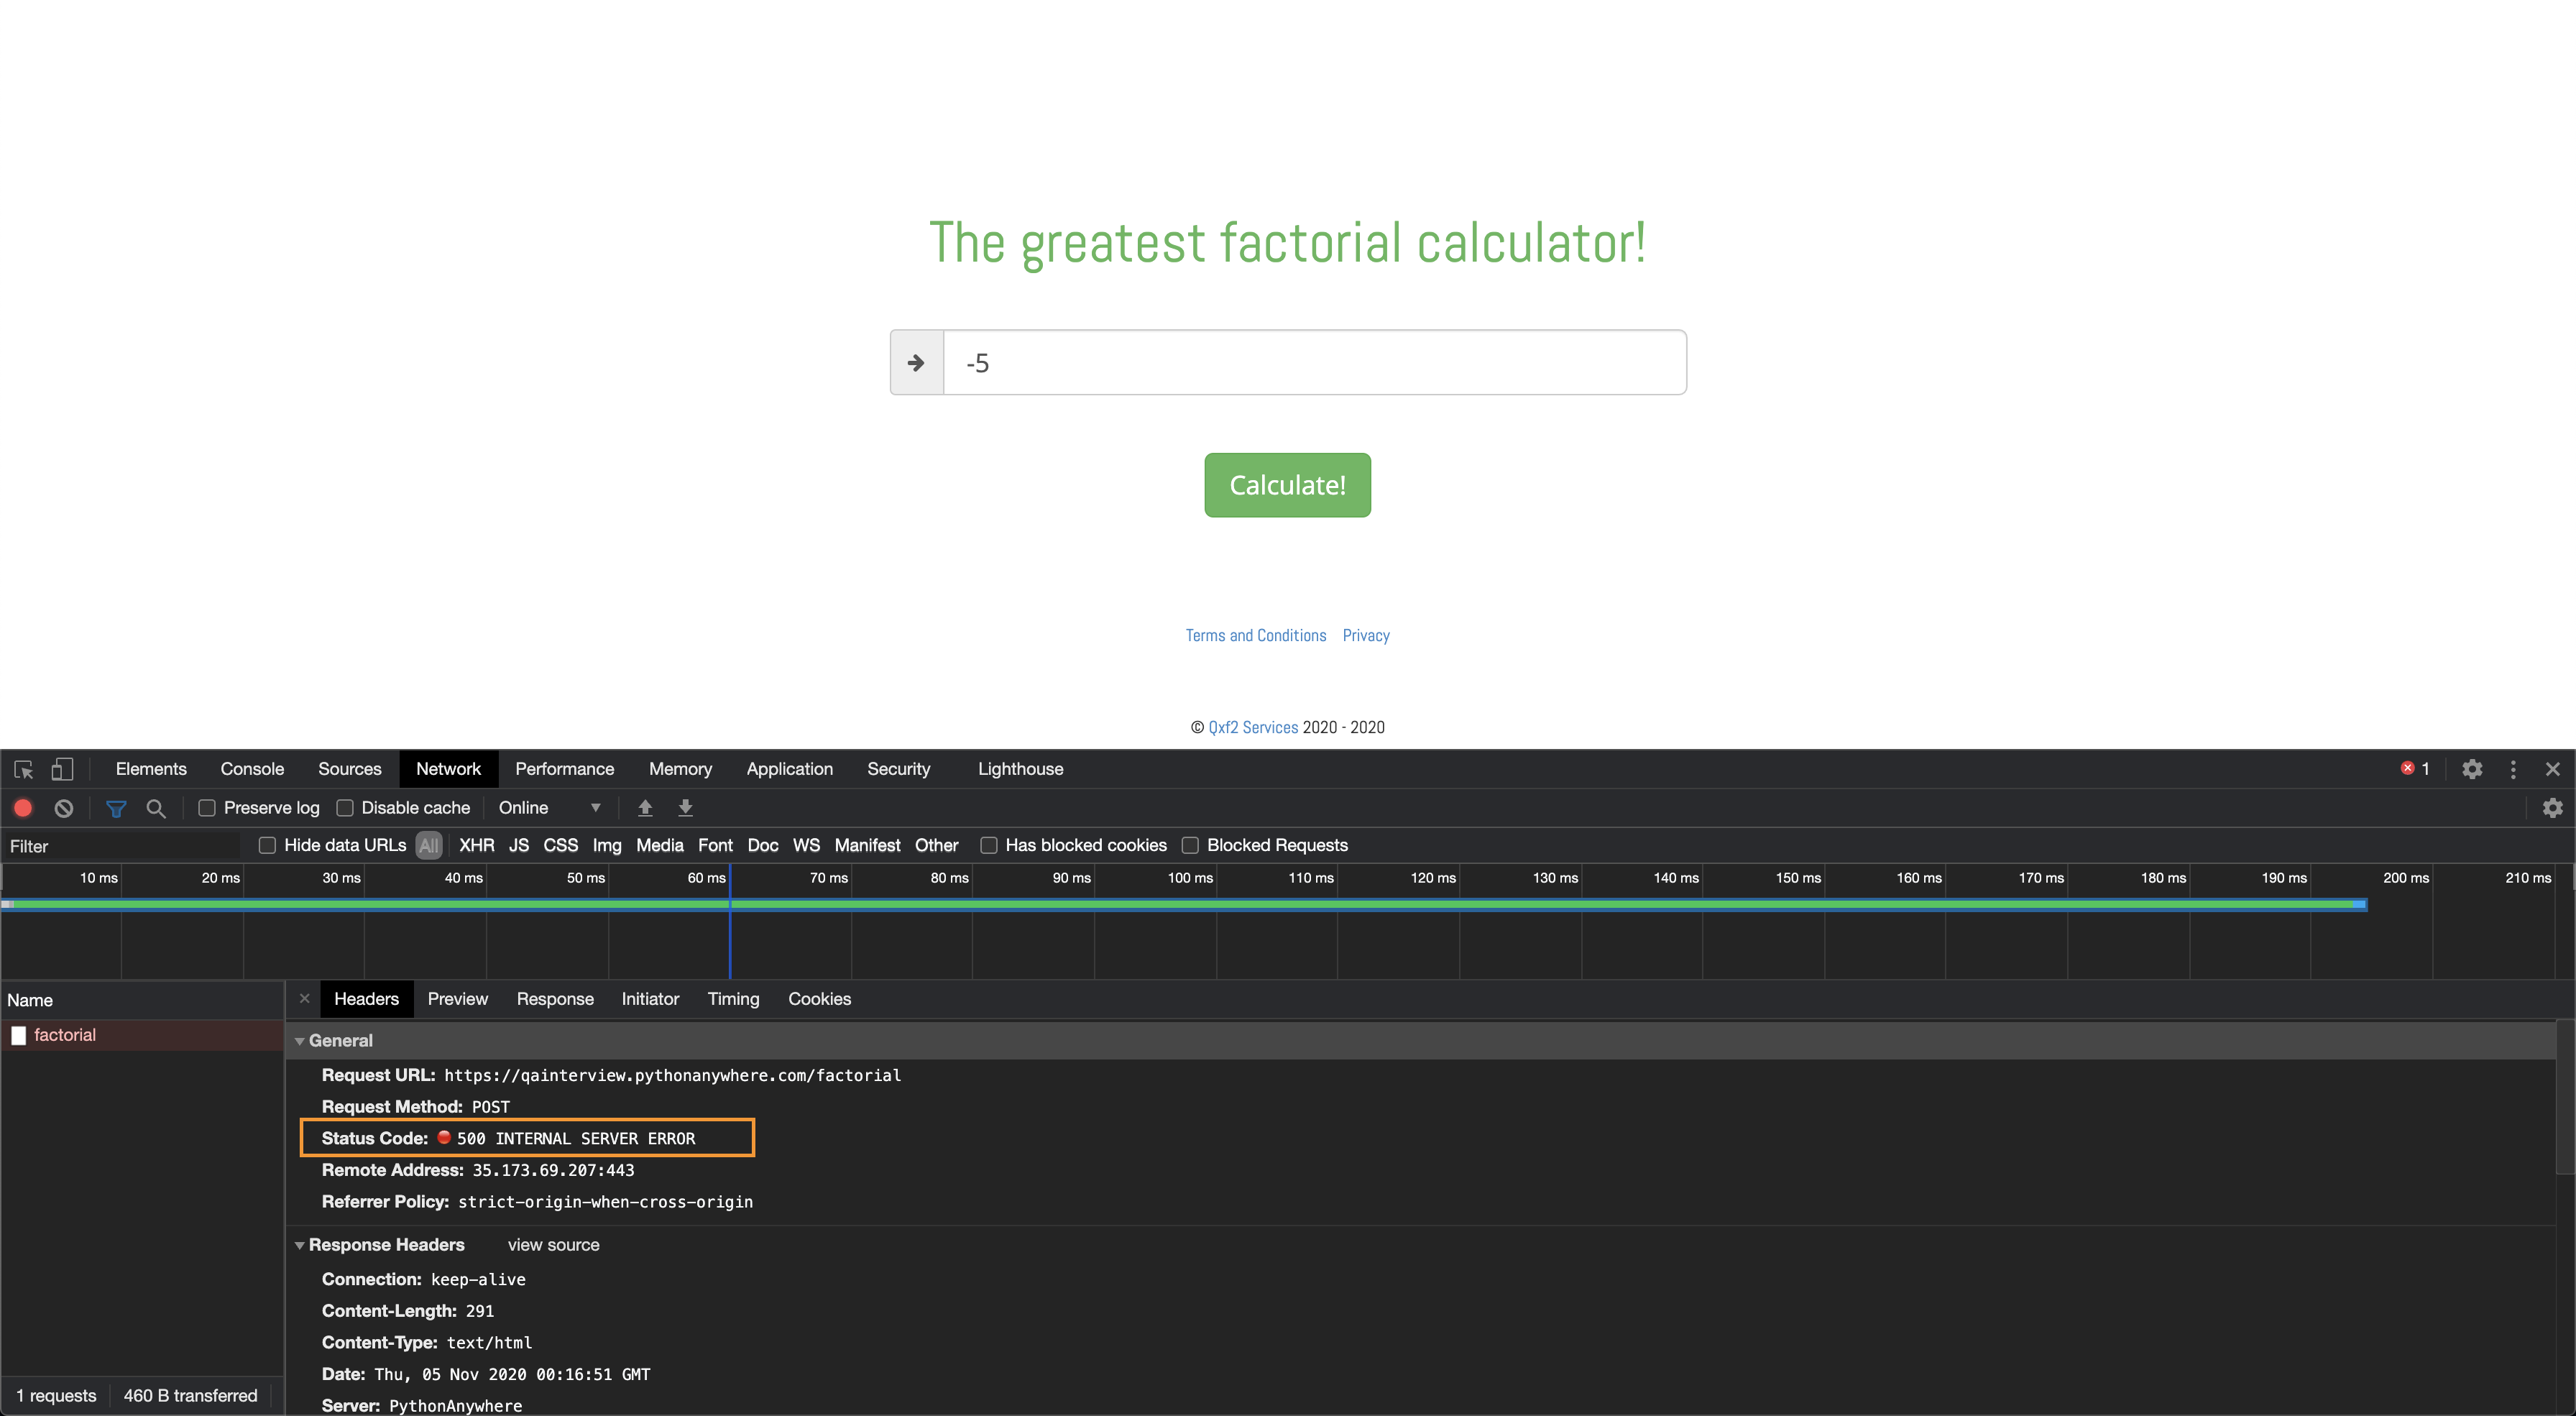 The greatest factorial calculator!
-5
Calculate!
Terms and Conditions Privacy
© Qxf2 Services 2020 - 2020
Elements Console Sources Network Performance Memory Application Security Lighthouse 1
Preserve log Disable cache Online
Filter Hide data URLs All XHR JS CSS Img Media Font Doc WS Manifest Other Has blocked cookies Blocked Requests
10 ms 20 ms 30 ms 40 ms 50 ms 60 ms 70 ms 80 ms 90 ms 100 ms 110 ms 120 ms 130 ms 140 ms 150 ms 160 ms 170 ms 180 ms 190 ms 200 ms 210 ms
Name Headers Preview Response Initiator Timing Cookies
factorial
General
Request URL: https://qainterview.pythonanywhere.com/factorial
Request Method: POST
Status Code: 500 INTERNAL SERVER ERROR
Remote Address: 35.173.69.207:443
Referrer Policy: strict-origin-when-cross-origin
Response Headers view source
Connection: keep-alive
Content-Length: 291
Content-Type: text/html
Date: Thu, 05 Nov 2020 00:16:51 GMT
Server: PythonAnywhere
1 requests 460 B transferred